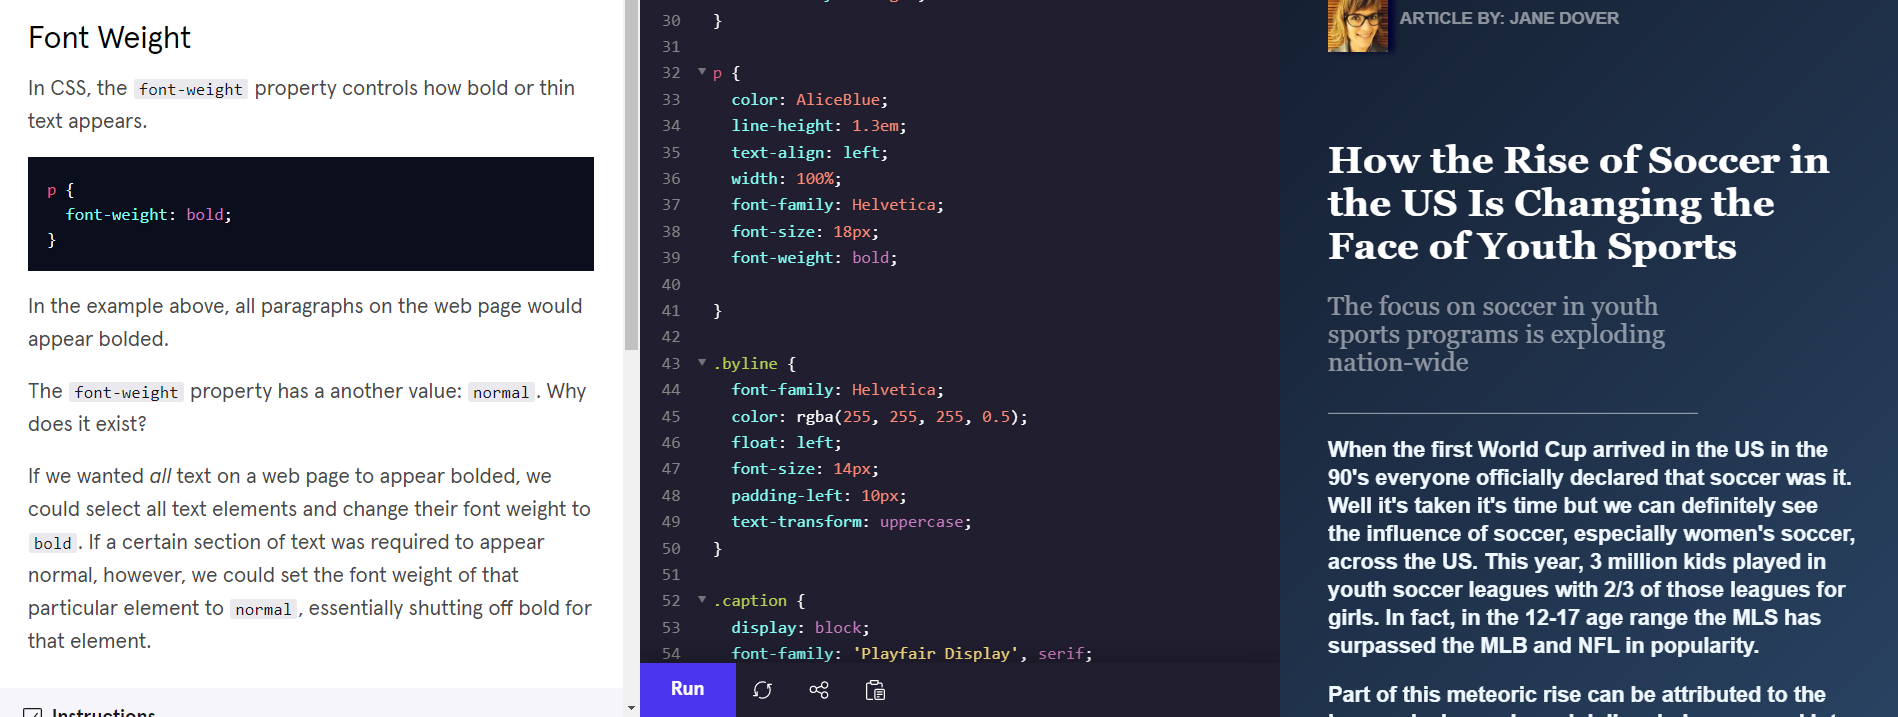 Font Weight
In CSS, the font-weight property controls how bold or thin
text appears.
p {
font-weight: bold;
}
In the example above, all paragraphs on the web page would
appear bolded.
The font-weight property has a another value: normal. Why
does it exist?
If we wanted all text on a web page to appear bolded, we
could select all text elements and change their font weight to
bold. If a certain section of text was required to appear
normal, however, we could set the font weight of that
particular element to normal, essentially shutting off bold for
that element.
Instructions
30 }
31
32 p {
33 color: AliceBlue;
34 line-height: 1.3em;
35 text-align: left;
36 width: 100%;
37 font-family: Helvetica;
38 font-size: 18px;
39 font-weight: bold;
40
41 }
42
43 .byline {
44 font-family: Helvetica;
45 color: rgba(255, 255, 255, 0.5);
46 float: left;
47 font-size: 14px;
48 padding-left: 10px;
49 text-transform: uppercase;
50 }
51
52 .caption {
53 display: block;
54 font-family: 'Playfair Display', serif;
Run
ARTICLE BY: JANE DOVER
How the Rise of Soccer in
the US Is Changing the
Face of Youth Sports
The focus on soccer in youth
sports programs is exploding
nation-wide
When the first World Cup arrived in the US in the
90's everyone officially declared that soccer was it.
Well it's taken it's time but we can definitely see
the influence of soccer, especially women's soccer,
across the US. This year, 3 million kids played in
youth soccer leagues with 2/3 of those leagues for
girls. In fact, in the 12-17 age range the MLS has
surpassed the MLB and NFL in popularity.
Part of this meteoric rise can be attributed to the